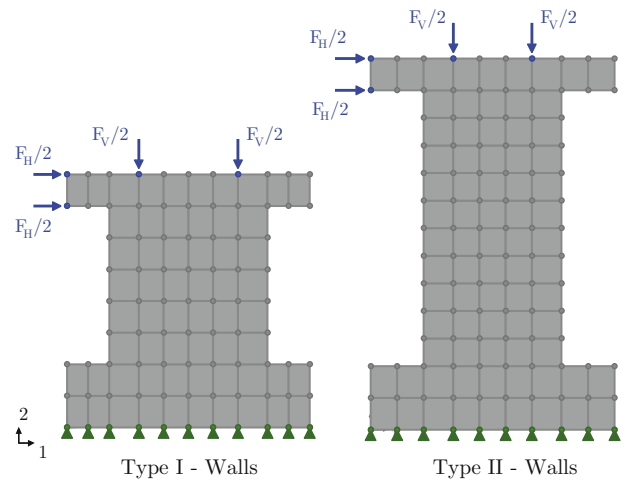 F_V/2 F_V/2
F_H/2
F_H/2
F_V/2 F_V/2
F_H/2
F_H/2
2
1
Type I - Walls
Type II - Walls